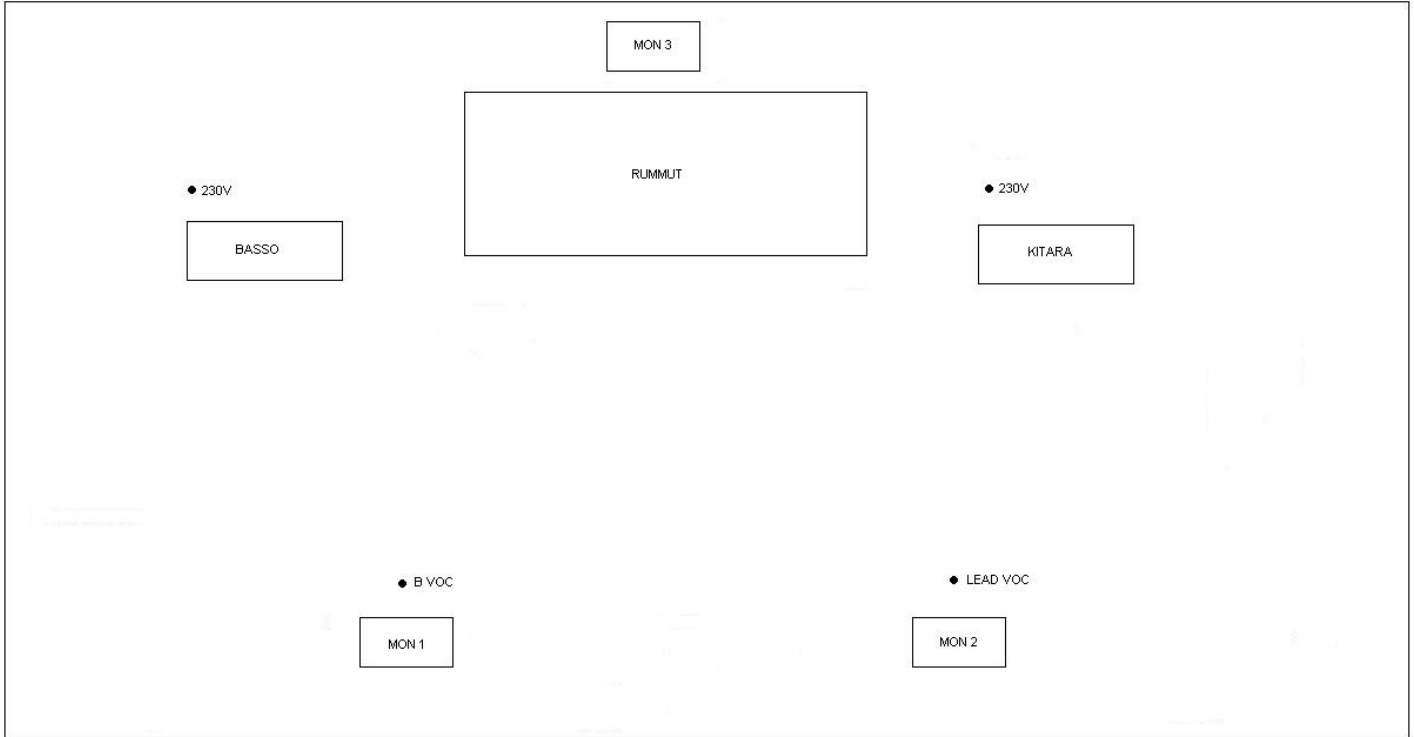 MON 3
RUMMUT
230V
230V
BASSO
KITARA
B VOC
LEAD VOC
MON 1
MON 2